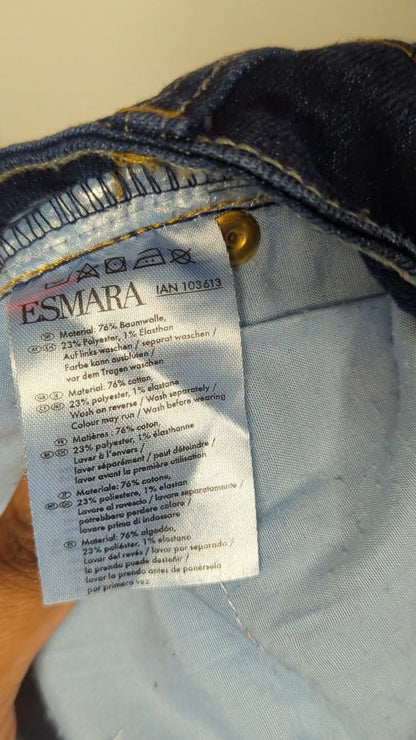 ESMARA IAN 103613
Material: 76% Baumwolle,
23% Polyester, 1% Elasthan
Auf links waschen / separat waschen /
Farbe kann ausbluten /
vor dem Tragen waschen
Material: 76% cotton,
23% polyester, 1% elastane
Wash on reverse / Wash separately /
Colour may run / Wash before wearing
Matières: 76% coton,
23% polyester, 1% élasthanne
Laver à l'envers /
laver séparément / peut déteindre /
laver avant la première utilisation
Materiale: 76% cotone,
23% poliestere, 1% elastan
Lavare al rovescio / lavare separatamente /
potrebbero perdere colore /
lavare prima di indossare
Material: 76% algodón,
23% poliéster, 1% elastano
Lavar del revés / lavar por separado /
la prenda puede desteñir /
lavar la prenda antes de ponérsela
por primera vez